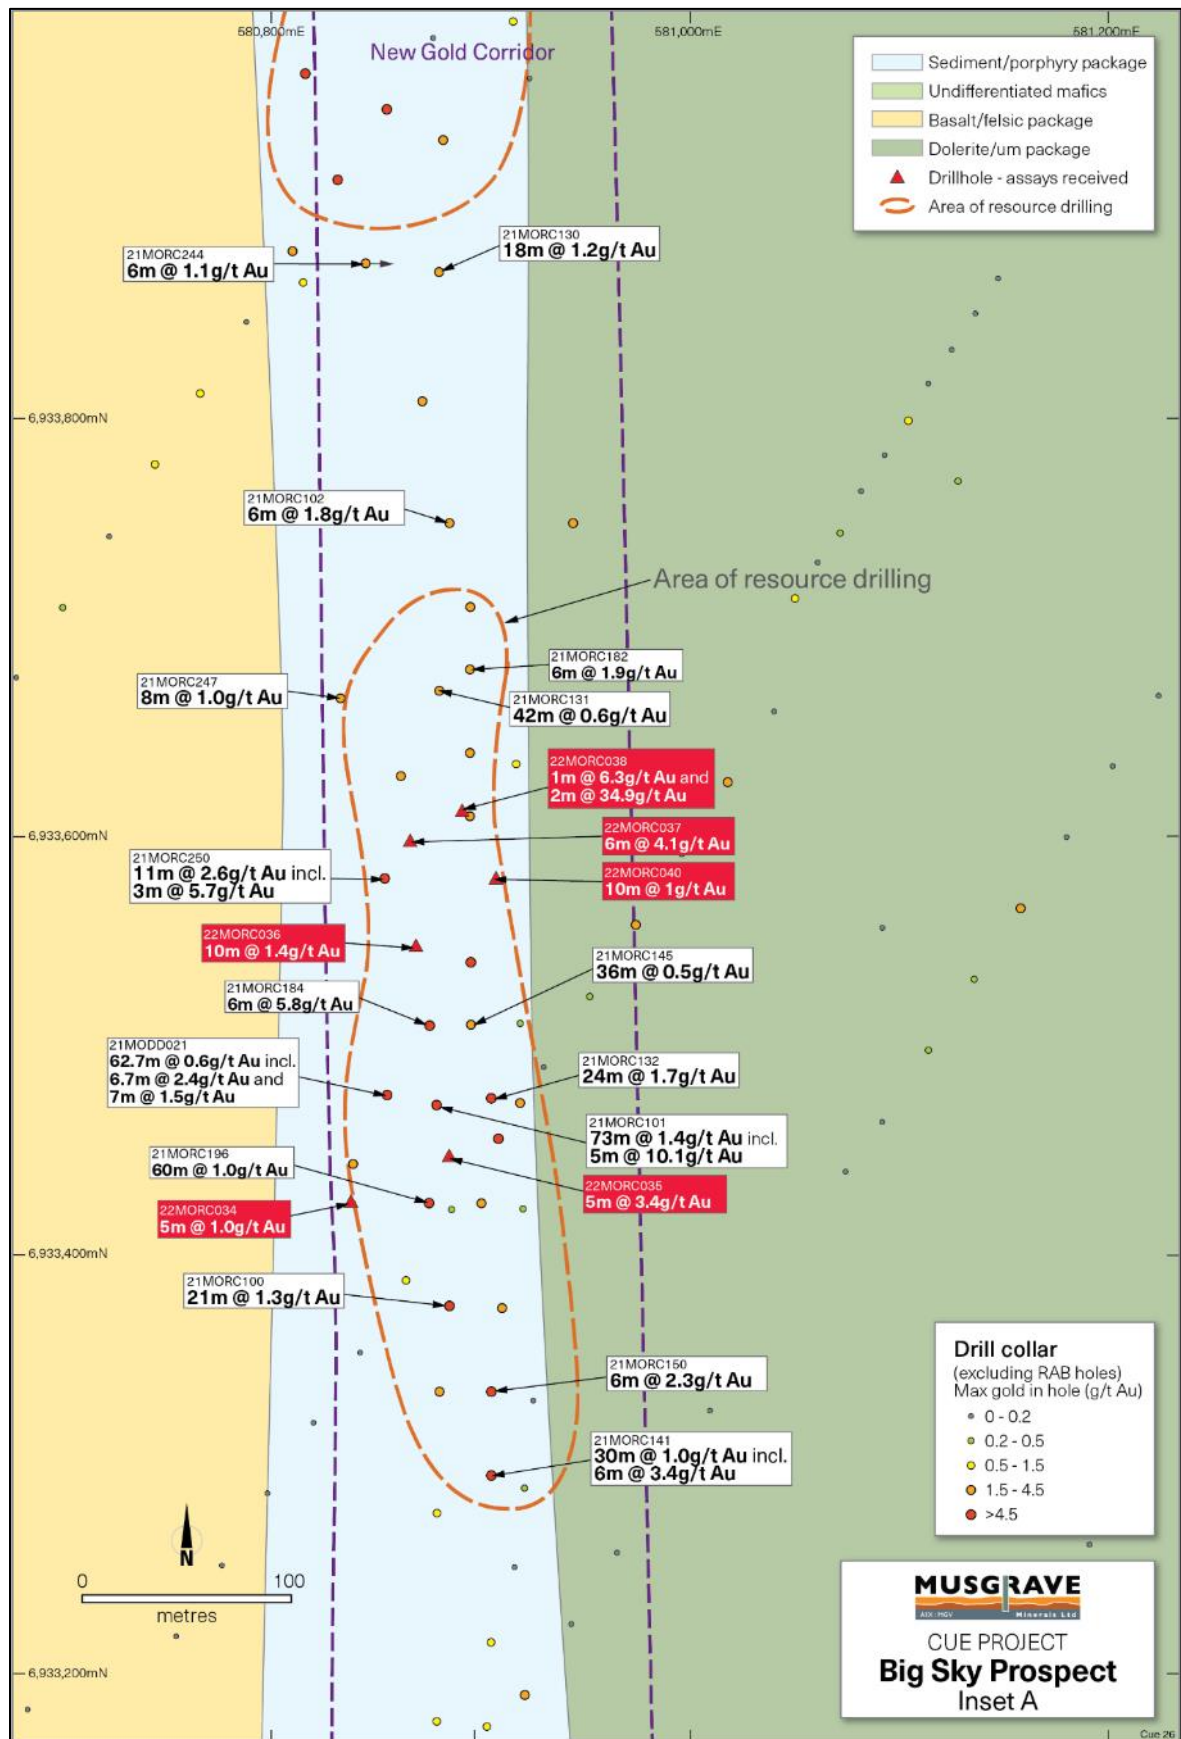 580,800mE
581,000mE
581,200mE
New Gold Corridor
Sediment/porphyry package
Undifferentiated mafics
Basalt/felsic package
Dolerite/um package
Drillhole - assays received
Area of resource drilling
21MORC130
18m @ 1.2g/t Au
21MORC244
6m @ 1.1g/t Au
6,933,800mN
21MORC102
6m @ 1.8g/t Au
Area of resource drilling
21MORC182
6m @ 1.9g/t Au
21MORC247
8m @ 1.0g/t Au
21MORC131
42m @ 0.6g/t Au
22MORC038
1m @ 6.3g/t Au and
2m @ 34.9g/t Au
6,933,600mN
22MORC037
6m @ 4.1g/t Au
21MORC250
11m @ 2.6g/t Au incl.
3m @ 5.7g/t Au
22MORC040
10m @ 1g/t Au
22MORC036
10m @ 1.4g/t Au
21MORC145
36m @ 0.5g/t Au
21MORC184
6m @ 5.8g/t Au
21MODD021
62.7m @ 0.6g/t Au incl.
6.7m @ 2.4g/t Au and
7m @ 1.5g/t Au
21MORC132
24m @ 1.7g/t Au
21MORC101
73m @ 1.4g/t Au incl.
5m @ 10.1g/t Au
21MORC196
60m @ 1.0g/t Au
22MORC035
5m @ 3.4g/t Au
22MORC034
5m @ 1.0g/t Au
6,933,400mN
21MORC100
21m @ 1.3g/t Au
21MORC150
6m @ 2.3g/t Au
21MORC141
30m @ 1.0g/t Au incl.
6m @ 3.4g/t Au
Drill collar
(excluding RAB holes)
Max gold in hole (g/t Au)
0 - 0.2
0.2 - 0.5
0.5 - 1.5
1.5 - 4.5
>4.5
N
0 100
metres
6,933,200mN
MUSGRAVE
ASX:MGV Minerals Ltd
CUE PROJECT
Big Sky Prospect
Inset A
Cue 26